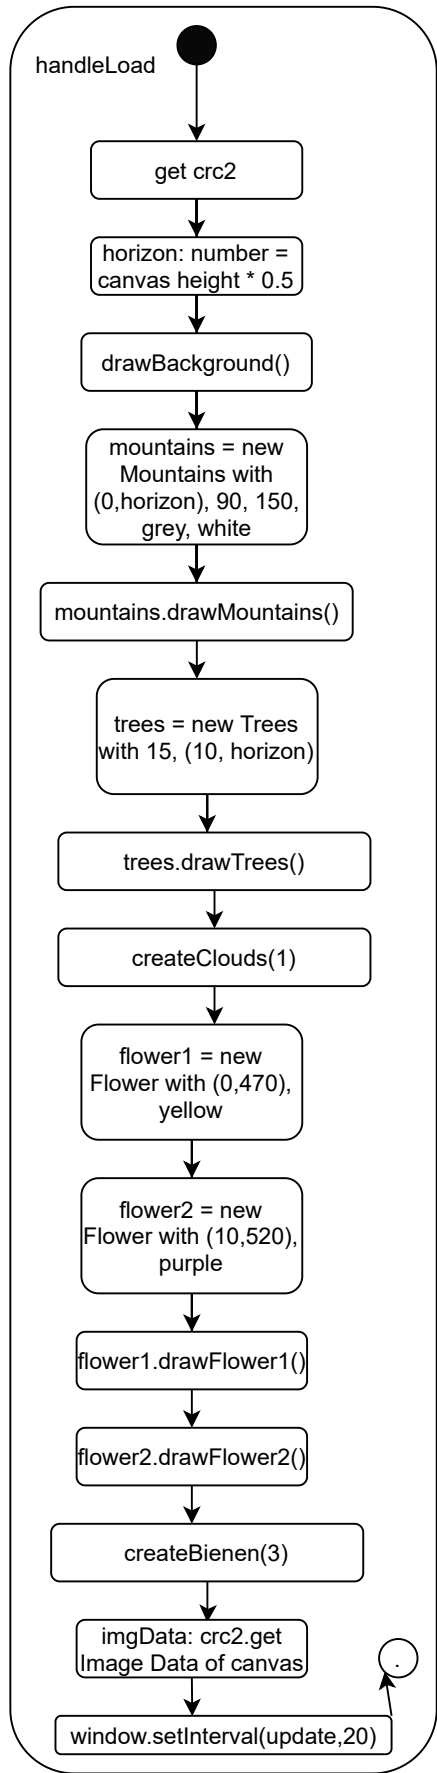 handleLoad
get crc2
horizon: number =
canvas height * 0.5
drawBackground()
mountains = new
Mountains with
(0,horizon), 90, 150,
grey, white
mountains.drawMountains()
trees = new Trees
with 15, (10, horizon)
trees.drawTrees()
createClouds(1)
flower1 = new
Flower with (0,470),
yellow
flower2 = new
Flower with (10,520),
purple
flower1.drawFlower1()
flower2.drawFlower2()
createBienen(3)
imgData: crc2.get
Image Data of canvas
.
window.setInterval(update,20)